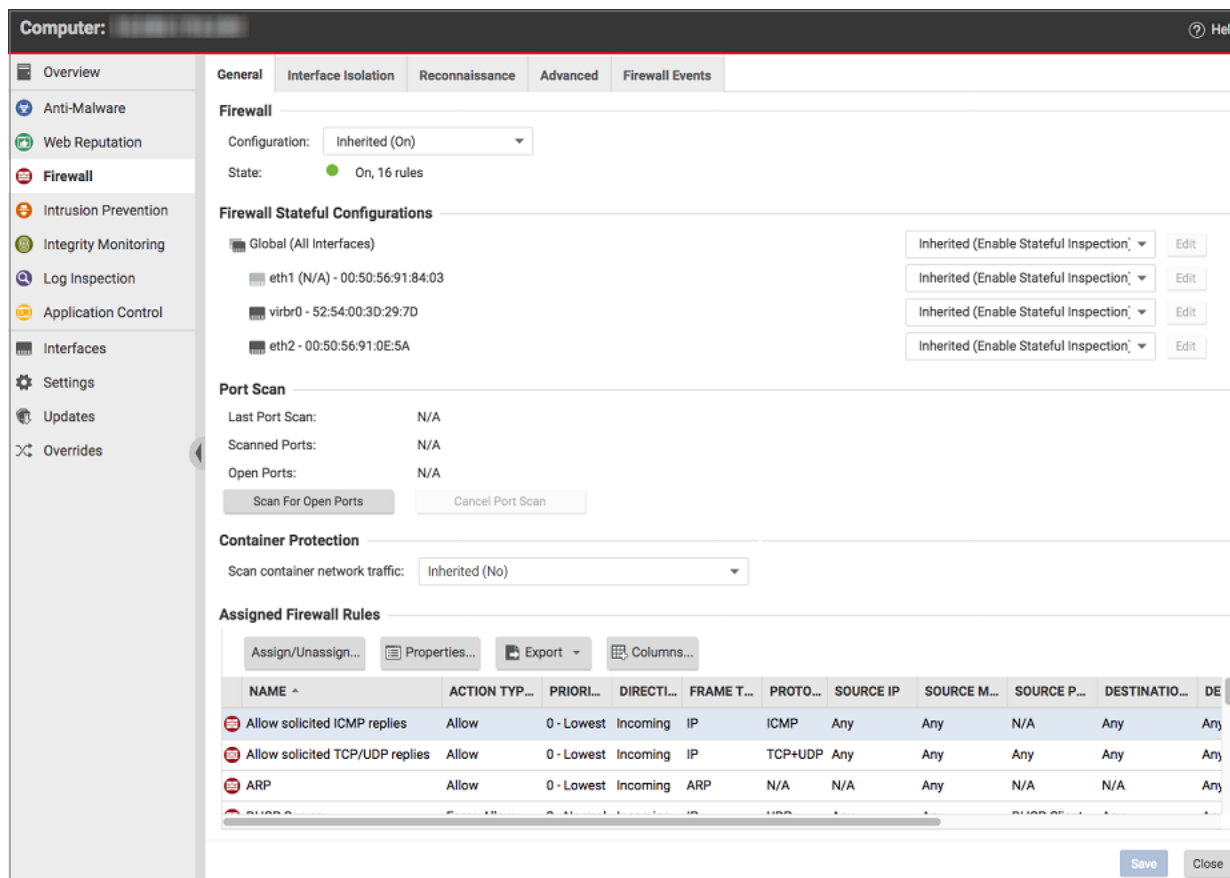 Computer:
Hel
Overview
Anti-Malware
Web Reputation
Firewall
Intrusion Prevention
Integrity Monitoring
Log Inspection
Application Control
Interfaces
Settings
Updates
Overrides
General Interface Isolation Reconnaissance Advanced Firewall Events
Firewall
Configuration: Inherited (On)
State: On, 16 rules
Firewall Stateful Configurations
Global (All Interfaces) Inherited (Enable Stateful Inspection) Edit
eth1 (N/A) - 00:50:56:91:84:03 Inherited (Enable Stateful Inspection) Edit
virbr0 - 52:54:00:3D:29:7D Inherited (Enable Stateful Inspection) Edit
eth2 - 00:50:56:91:0E:5A Inherited (Enable Stateful Inspection) Edit
Port Scan
Last Port Scan: N/A
Scanned Ports: N/A
Open Ports: N/A
Scan For Open Ports Cancel Port Scan
Container Protection
Scan container network traffic: Inherited (No)
Assigned Firewall Rules
Assign/Unassign... Properties... Export Columns...
NAME ACTION TYP... PRIORI... DIRECTI... FRAME T... PROTO... SOURCE IP SOURCE M... SOURCE P... DESTINATIO... DE
Allow solicited ICMP replies Allow 0 - Lowest Incoming IP ICMP Any Any N/A Any Any
Allow solicited TCP/UDP replies Allow 0 - Lowest Incoming IP TCP+UDP Any Any Any Any Any
ARP Allow 0 - Lowest Incoming ARP N/A N/A Any N/A N/A Any
Save Close